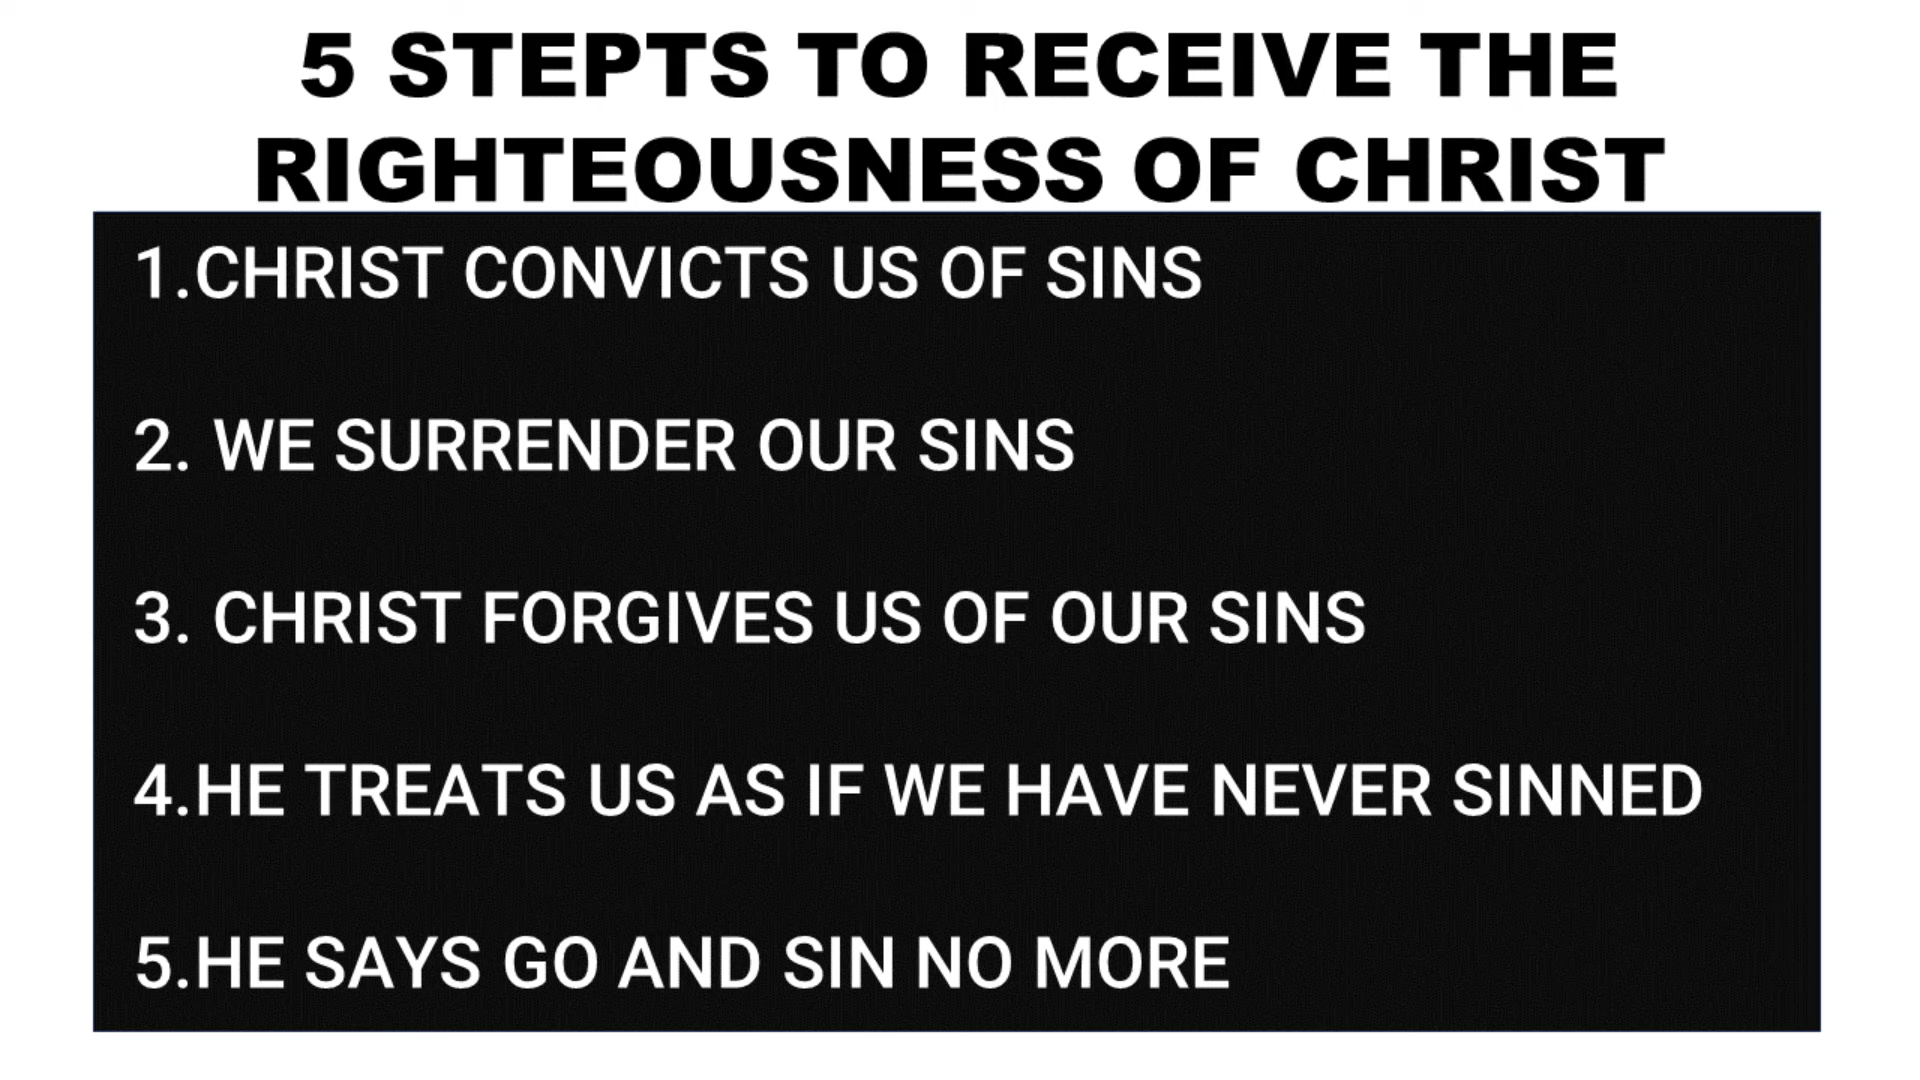 5 STEPTS TO RECEIVE THE
RIGHTEOUSNESS OF CHRIST
1.CHRIST CONVICTS US OF SINS
2. WE SURRENDER OUR SINS
3. CHRIST FORGIVES US OF OUR SINS
4.HE TREATS US AS IF WE HAVE NEVER SINNED
5.HE SAYS GO AND SIN NO MORE